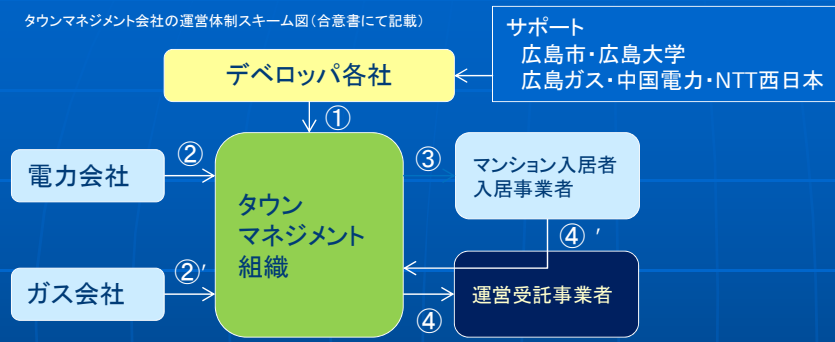 タウンマネジメント会社の運営体制スキーム図(合意書にて記載)
サポート
広島市・広島大学
広島ガス・中国電力・NTT西日本
デベロッパ各社
①
電力会社
②
タウン
マネジメント
組織
③
マンション入居者
入居事業者
④ ′
ガス会社
②′
④
運営受託事業者